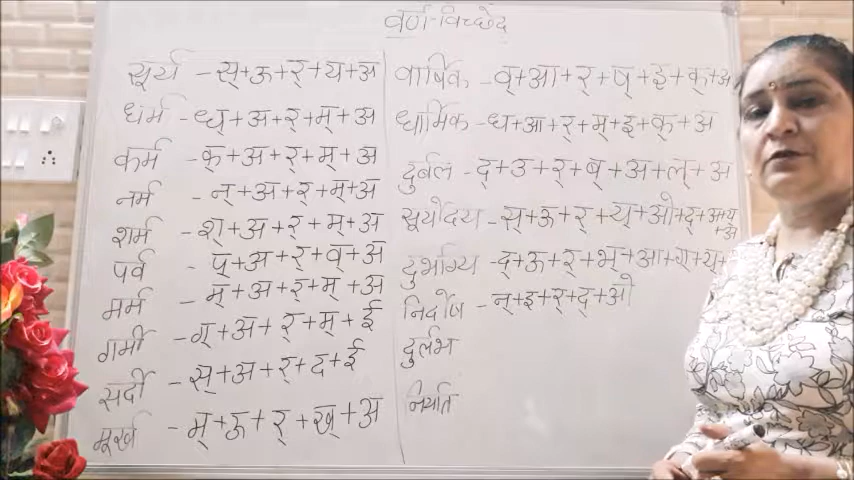 वर्ण-विच्छेद
सूर्य - स्+ऊ+र्+य+अ
धर्म - ध्+अ+र्+म्+अ
कर्म - क्+अ+र्+म्+अ
नर्म - न्+अ+र्+म्+अ
शर्म - श्+अ+र्+म्+अ
पर्व - प्+अ+र्+व्+अ
मर्म - म्+अ+र्+म्+अ
गर्मी - ग्+अ+र्+म्+ई
सर्दी - स्+अ+र्+द+ई
मूर्ख - म्+ऊ+र्+ख्+अ
वार्षिक - व्+आ+र्+ष्+इ+क्+अ
धार्मिक - ध+आ+र्+म्+इ+क्+अ
दुर्बल - द्+उ+र्+ब्+अ+ल्+अ
सूर्योदय - स्+ऊ+र्+य्+ओ+द्+अ+य
+अ
दुर्भाग्य - द्+ऊ+र्+भ्+आ+ग्+य्+
निर्दोष - न्+इ+र्+द्+ओ
दुर्लभ
निर्यात